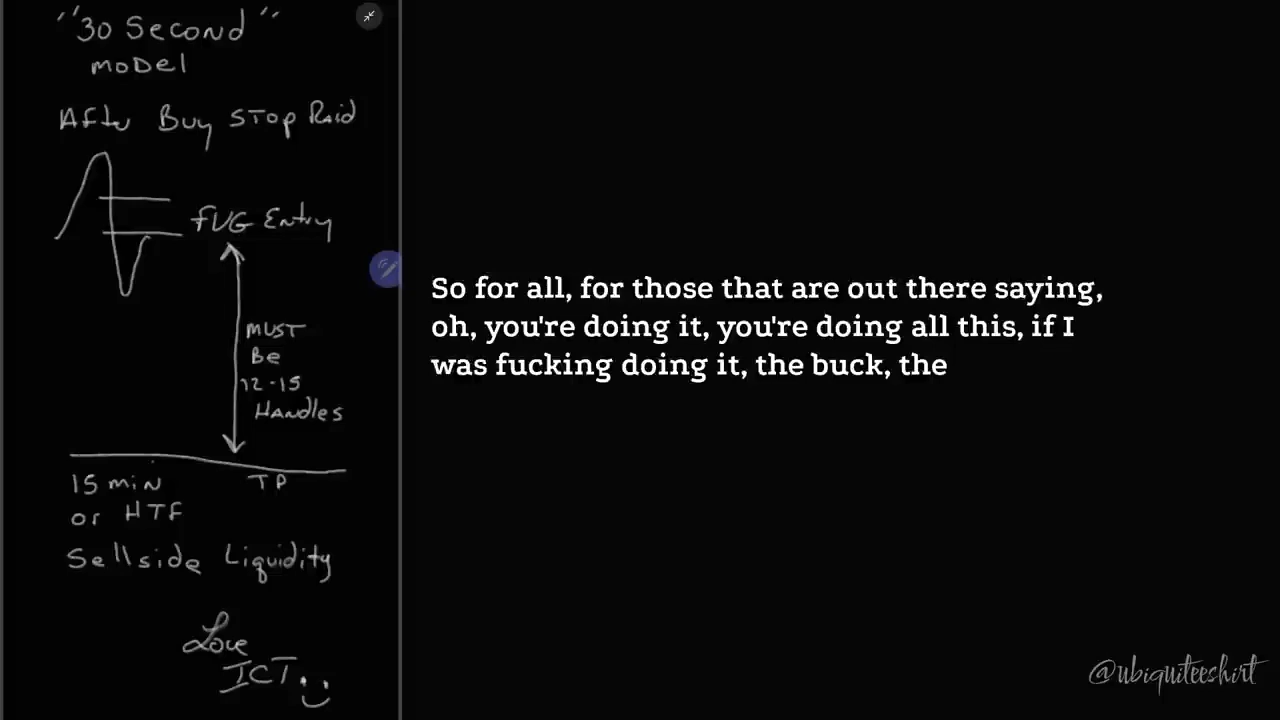 "30 Second"
MODel
After Buy STop Raid
FVG Entry
MUST
Be
12-15
HANdles
15 min
TP
or HTF
Sellside Liquidity
Love
ICT
So for all, for those that are out there saying,
oh, you're doing it, you're doing all this, if I
was fucking doing it, the buck, the
@ubiquiteeshirt